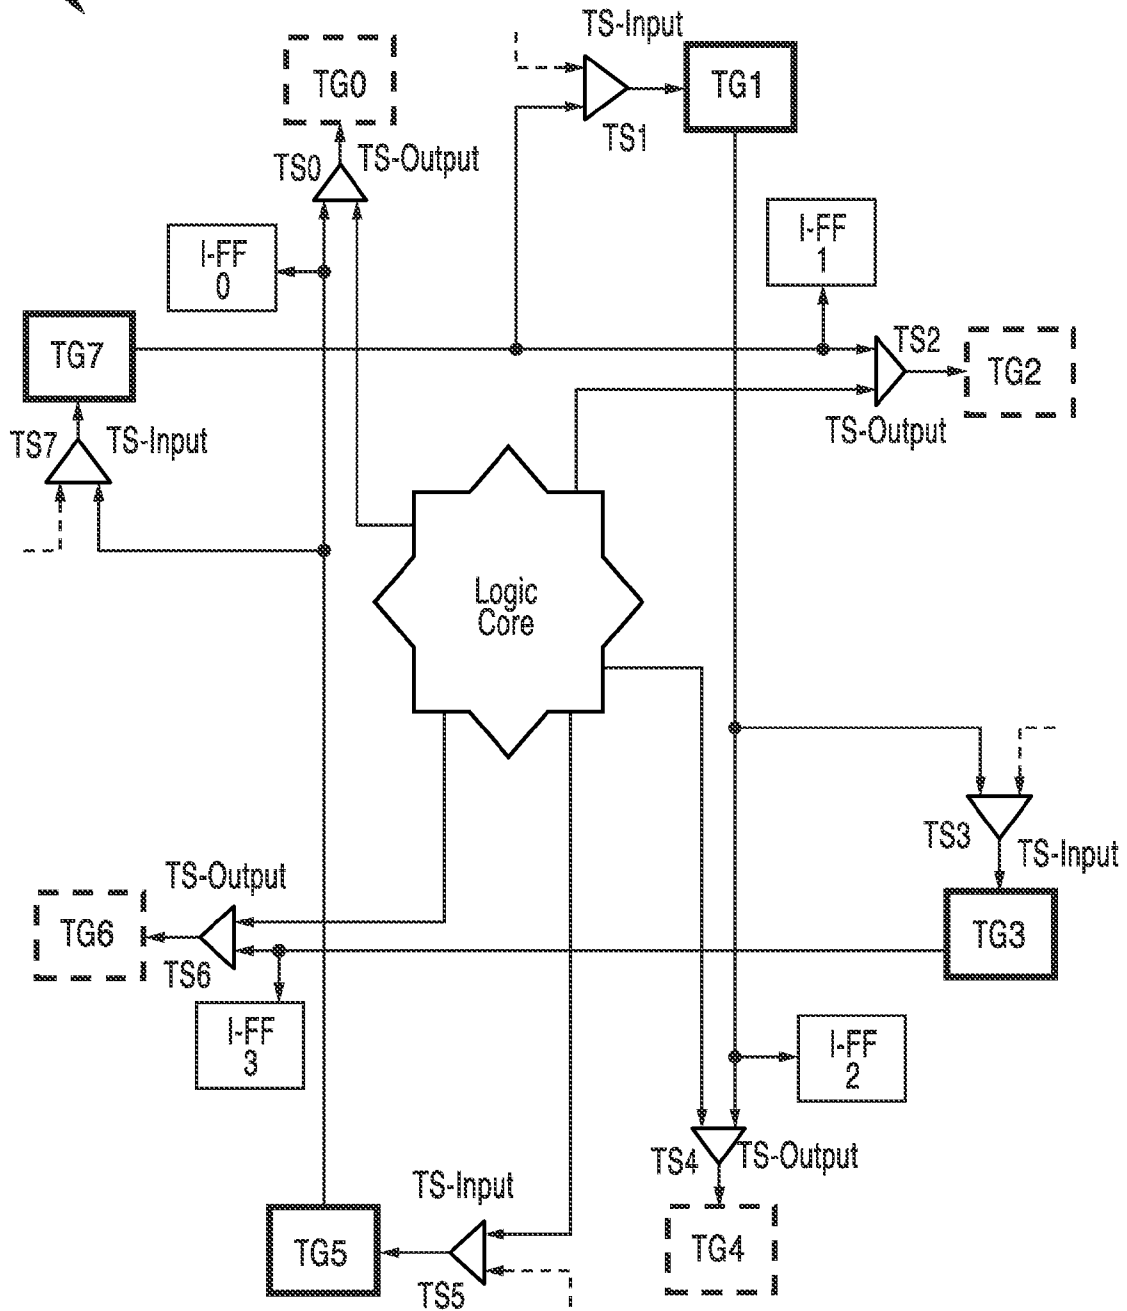 TS-Input
TG0
TG1
TS1
TS0
TS-Output
I-FF
0
I-FF
1
TG7
TS2
TG2
TS7
TS-Input
TS-Output
Logic
Core
TS3
TS-Input
TS-Output
TG6
TS6
TG3
I-FF
3
I-FF
2
TS4
TS-Output
TS-Input
TG5
TG4
TS5